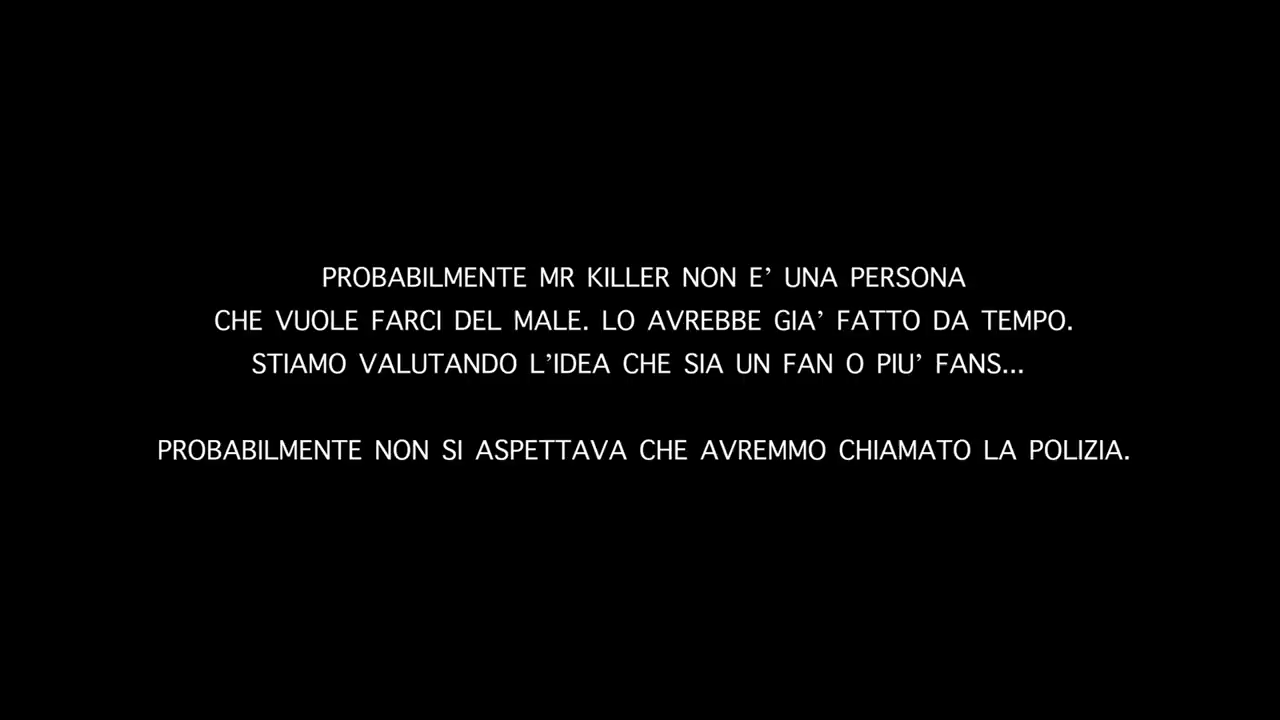 PROBABILMENTE MR KILLER NON E’ UNA PERSONA
CHE VUOLE FARCI DEL MALE. LO AVREBBE GIA’ FATTO DA TEMPO.
STIAMO VALUTANDO L’IDEA CHE SIA UN FAN O PIU’ FANS...
PROBABILMENTE NON SI ASPETTAVA CHE AVREMMO CHIAMATO LA POLIZIA.